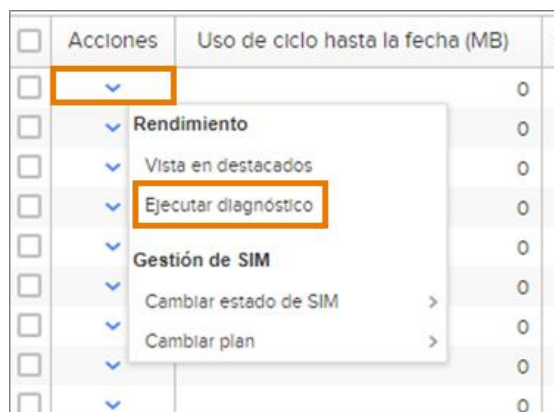 Acciones
Uso de ciclo hasta la fecha (MB)
0
Rendimiento
0
Vista en destacados
0
Ejecutar diagnóstico
0
0
Gestión de SIM
Cambiar estado de SIM >
0
Cambiar plan >
0
0
0